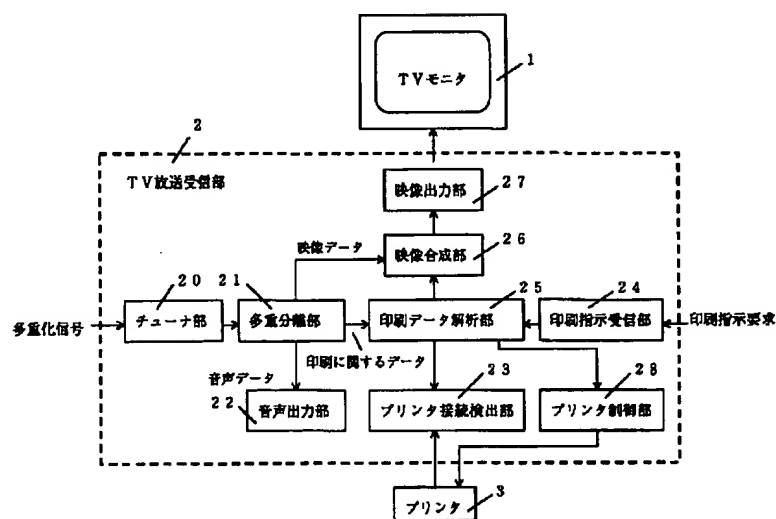 1
TVモニタ
2
TV放送受信部
映像出力部
27
映像データ
映像合成部
26
20
21
25
24
多重化信号
チューナ部
多重分離部
印刷データ解析部
印刷指示受信部
印刷指示要求
印刷に関するデータ
音声データ
23
28
22
音声出力部
プリンタ接続検出部
プリンタ制御部
プリンタ
3